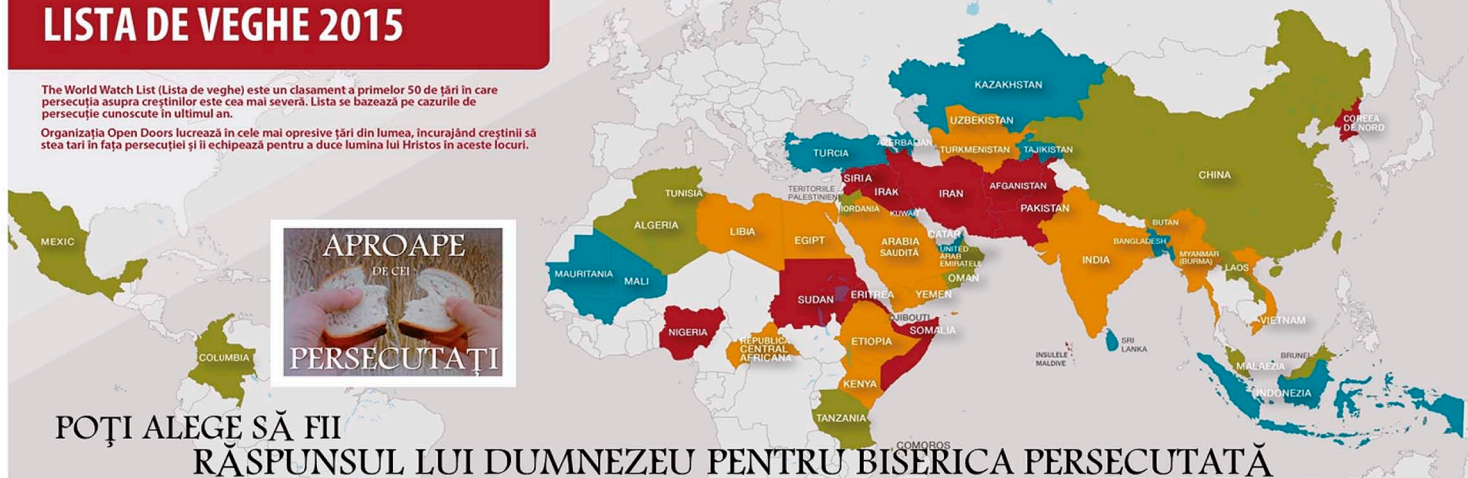 LISTA DE VEGHE 2015
The World Watch List (Lista de veghe) este un clasament a primelor 50 de țări în care
persecuția asupra creștinilor este cea mai severă. Lista se bazează pe cazurile de
persecuție cunoscute în ultimul an.
Organizația Open Doors lucrează în cele mai opresive țări din lumea, incurajând creștinii să
stea tari în fața persecuției și îi echipează pentru a duce lumina lui Hristos în aceste locuri.
KAZAKHSTAN
UZBEKISTAN
COREEA
DE NORD
AZERBAIJAN
TURKMENISTAN
TAJIKISTAN
TURCIA
CHINA
SIRIA
IRAK
IRAN
AFGANISTAN
PAKISTAN
TUNISIA
TERITORIILE
PALESTINIENE
IORDANIA
KUWAIT
ALGERIA
LIBIA
EGIPT
ARABIA
SAUDITĂ
CATAR
UNITED
ARAB
EMIRATELE
OMAN
BUTAN
BANGLADESH
INDIA
MYANMAR
(BURMA)
LAOS
MEXIC
MAURITANIA
MALI
SUDAN
ERITREA
YEMEN
DJIBOUTI
SOMALIA
NIGERIA
REPUBLICA
CENTRAL
AFRICANA
ETIOPIA
VIETNAM
SRI
LANKA
INSULELE
MALDIVE
COLUMBIA
KENYA
BRUNEI
MALAEZIA
INDONEZIA
TANZANIA
COMOROS
APROAPE
DE CEI
PERSECUTAȚI
POŢI ALEGE SĂ FII
RĂSPUNSUL LUI DUMNEZEU PENTRU BISERICA PERSECUTATĂ